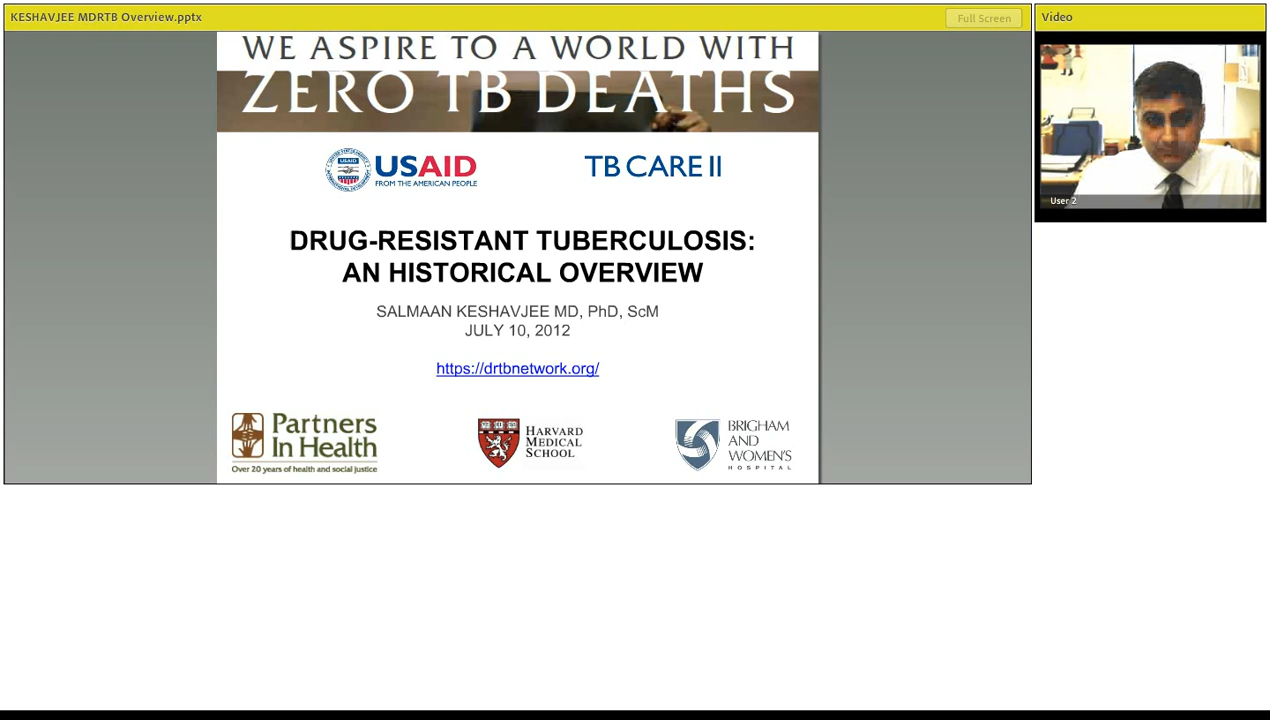 KESHAVJEE MDRTB Overview.pptx
Full Screen
Video
WE ASPIRE TO A WORLD WITH
ZERO TB DEATHS
USAID
USAID
FROM THE AMERICAN PEOPLE
TB CARE II
DRUG-RESISTANT TUBERCULOSIS:
AN HISTORICAL OVERVIEW
SALMAAN KESHAVJEE MD, PhD, ScM
JULY 10, 2012
https://drtbnetwork.org/
Partners
In Health
Over 20 years of health and social justice
HARVARD
MEDICAL
SCHOOL
BRIGHAM
AND
WOMEN'S
HOSPITAL
User 2